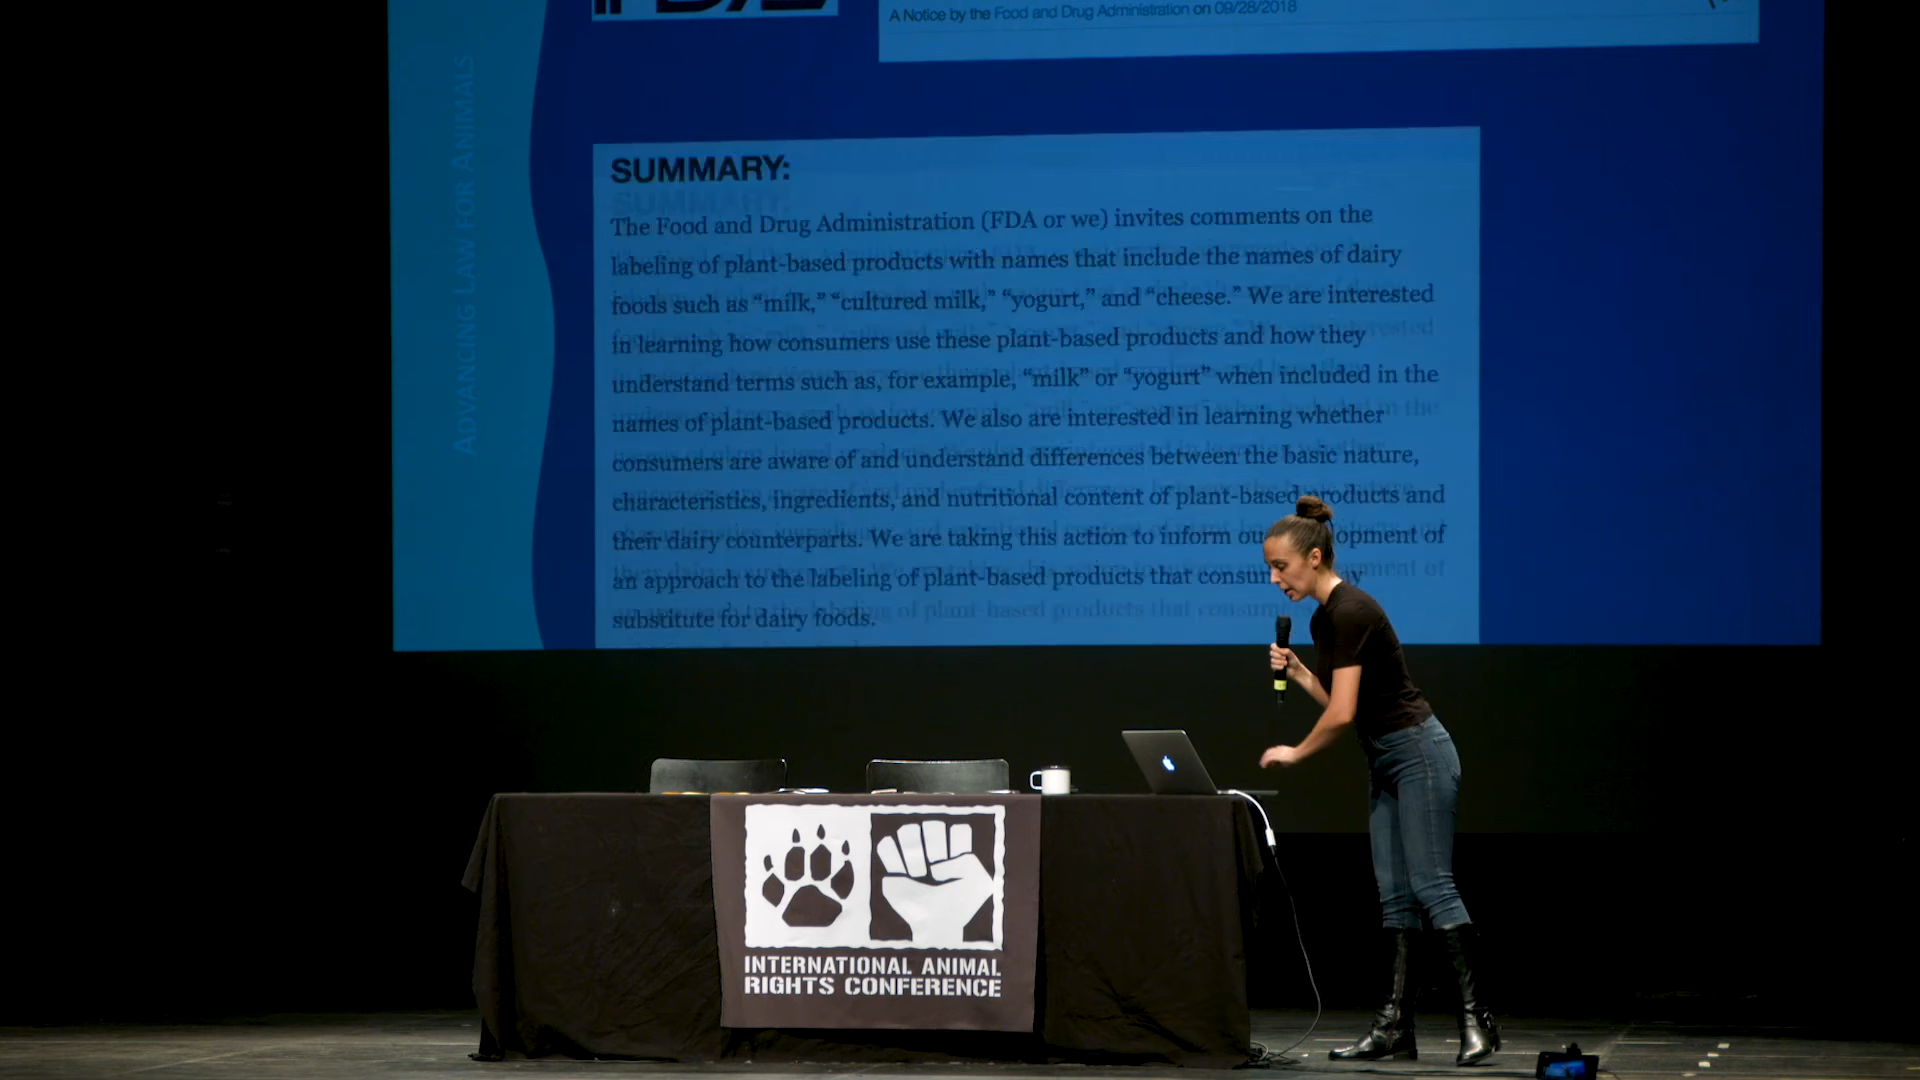 A Notice by the Food and Drug Administration on 09/28/2018
ADVANCING LAW FOR ANIMALS
SUMMARY:
The Food and Drug Administration (FDA or we) invites comments on the
labeling of plant-based products with names that include the names of dairy
foods such as “milk,” “cultured milk,” “yogurt,” and “cheese.” We are interested
in learning how consumers use these plant-based products and how they
understand terms such as, for example, “milk” or “yogurt” when included in the
names of plant-based products. We also are interested in learning whether
consumers are aware of and understand differences between the basic nature,
characteristics, ingredients, and nutritional content of plant-based products and
their dairy counterparts. We are taking this action to inform of
an approach to the labeling of plant-based products that
substitute for dairy foods.
INTERNATIONAL ANIMAL
RIGHTS CONFERENCE